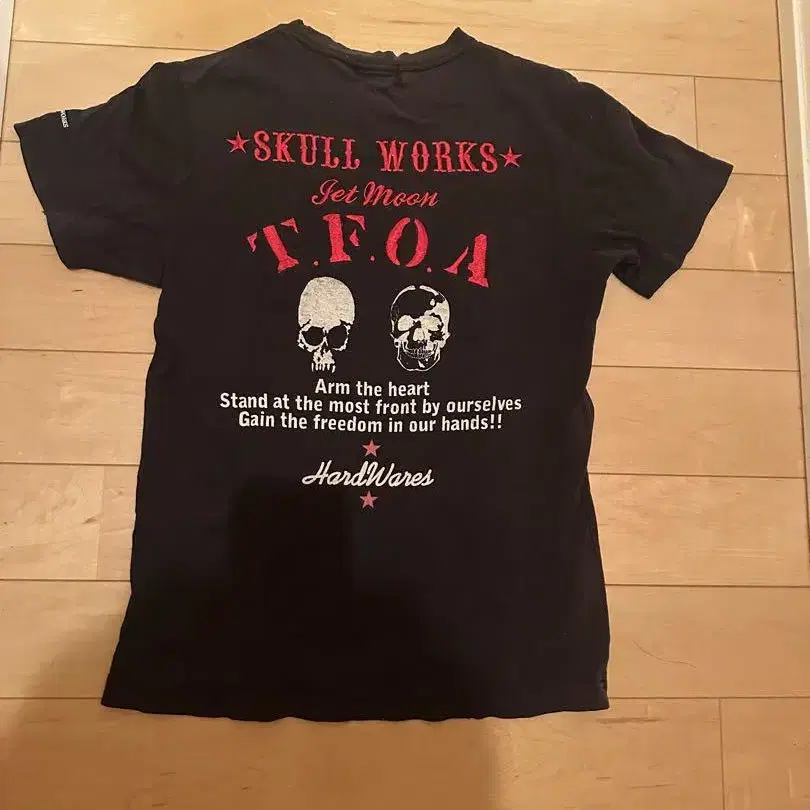 ★SKULL WORKS★
Jet Moon
T.F.O.A
Arm the heart
Stand at the most front by ourselves
Gain the freedom in our hands!!
HardWares